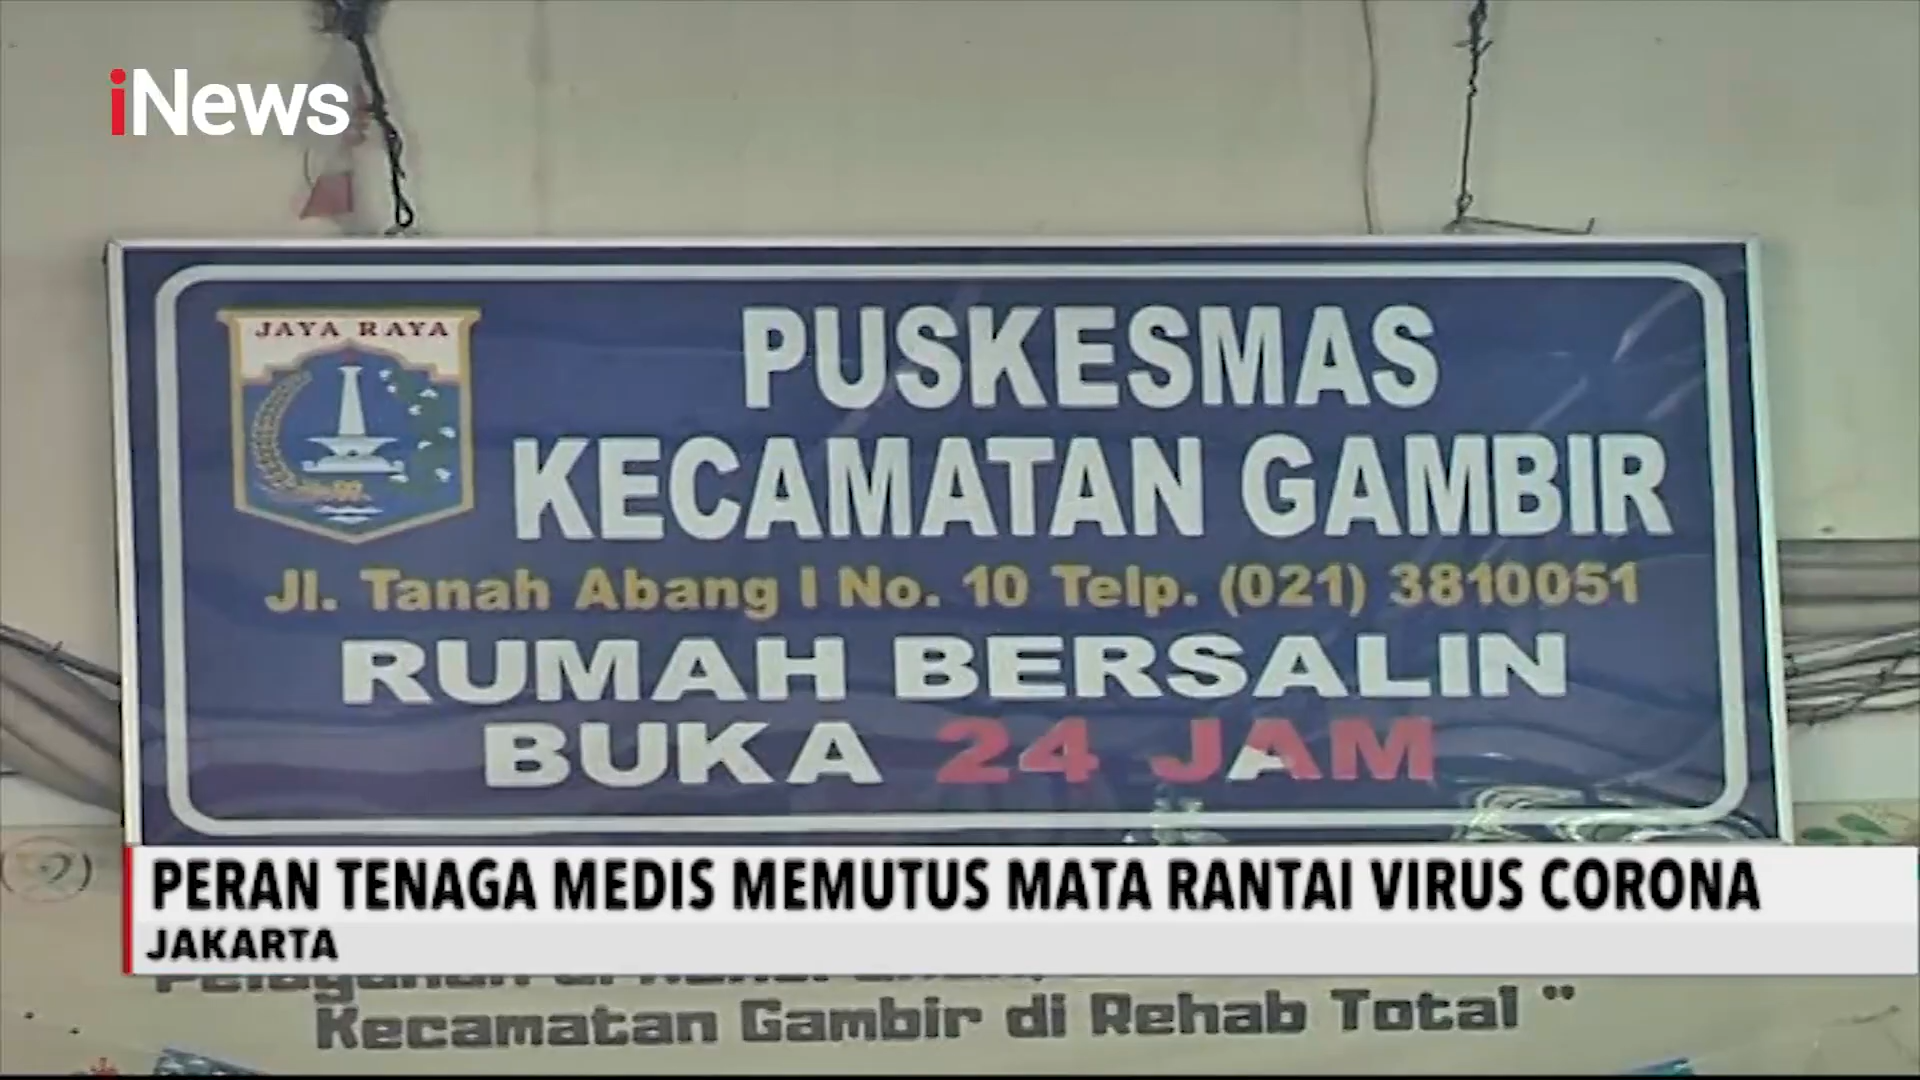 iNews
JAYA RAYA
PUSKESMAS
KECAMATAN GAMBIR
Jl. Tanah Abang I No. 10 Telp. (021) 3810051
RUMAH BERSALIN
BUKA 24 JAM
PERAN TENAGA MEDIS MEMUTUS MATA RANTAI VIRUS CORONA
JAKARTA
Kecamatan Gambir di Rehab Total "